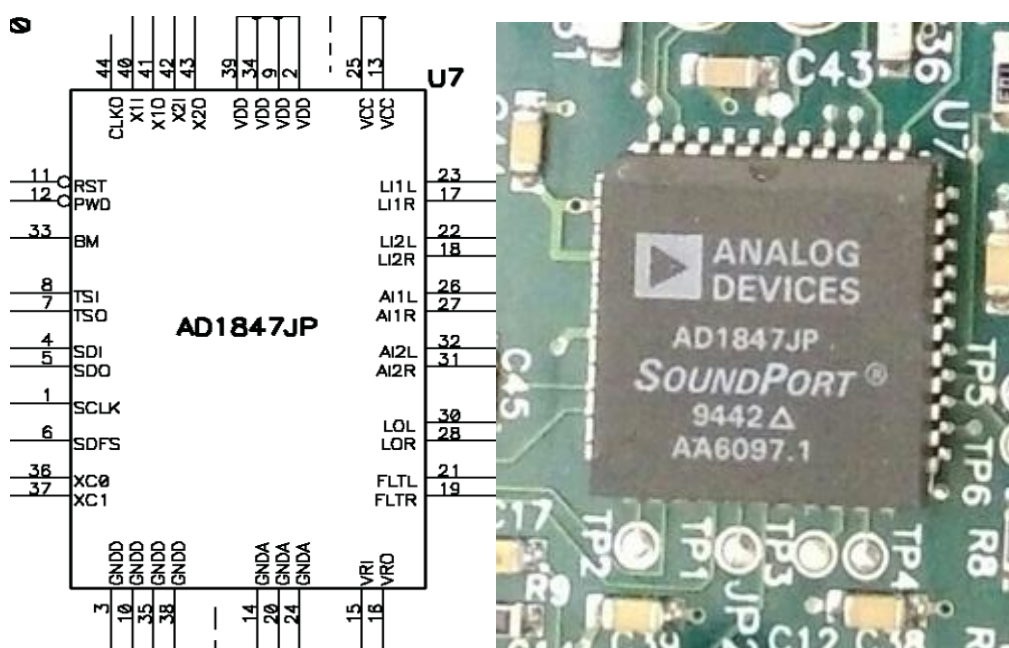 44
40
41
42
43
39
34
9
2
25
13
U7
CLKO
X1I
X1O
X2I
X2O
VDD
VDD
VDD
VDD
VCC
VCC
11
RST
12
PWD
33
BM
8
TSI
7
TSO
4
SDI
5
SDO
1
SCLK
6
SDFS
36
XC0
37
XC1
AD1847JP
23
LI1L
17
LI1R
22
LI2L
18
LI2R
26
AI1L
27
AI1R
32
AI2L
31
AI2R
30
LOL
28
LOR
21
FLTL
19
FLTR
GNDD
GNDD
GNDD
GNDD
GNDA
GNDA
GNDA
VRI
VRO
3
10
35
38
14
20
24
15
16
C43
36
U7
ANALOG
DEVICES
AD1847JP
SOUNDPORT ®
9442 Δ
AA6097.1
C45
TP5
TP6
C17
TP2
TP1
TP3
TP4
R8
R9
JP
C12